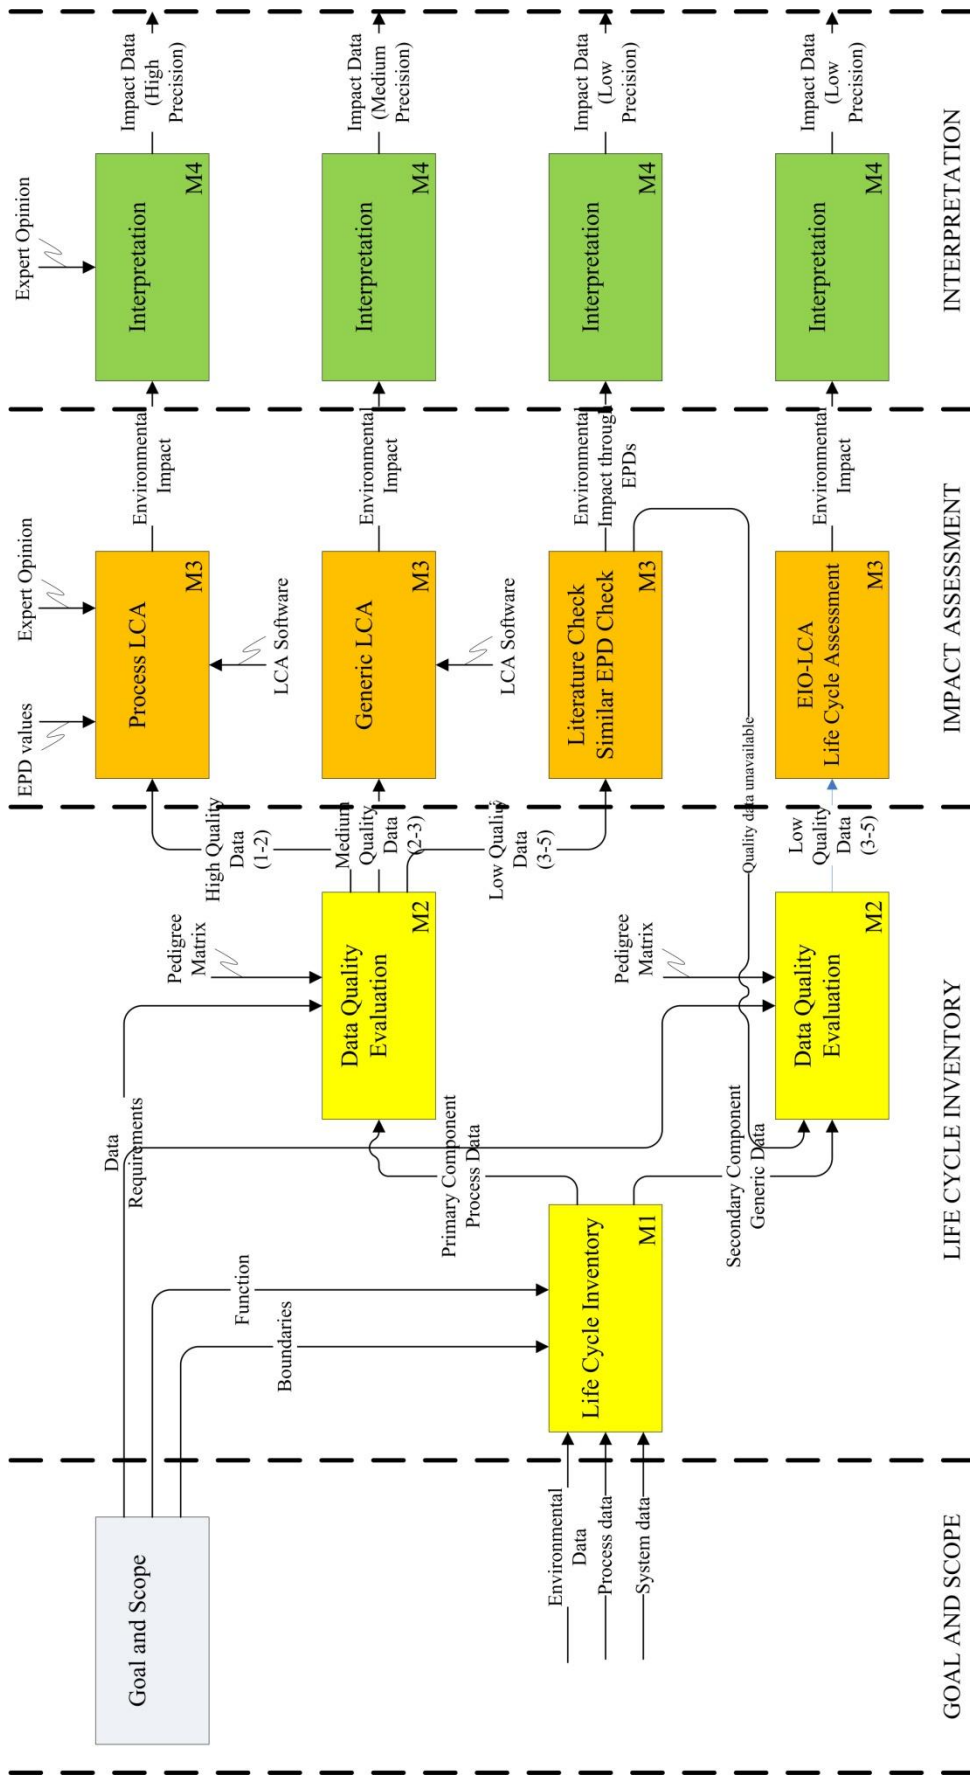 Goal and Scope
Environmental
Data
Process data
System data
GOAL AND SCOPE
Data
Requirements
Function
Boundaries
Life Cycle Inventory
M1
Primary Component
Process Data
Secondary Component
Generic Data
Pedigree
Matrix
Data Quality
Evaluation
M2
Pedigree
Matrix
Data Quality
Evaluation
M2
High Quality
Data
(1-2)
Medium
Quality
Data
(2-3)
Low Quality
Data
(3-5)
Quality data unavailable
Low
Quality
Data
(3-5)
LIFE CYCLE INVENTORY
EPD values
Expert Opinion
Process LCA
M3
LCA Software
Generic LCA
M3
LCA Software
Literature Check
Similar EPD Check
M3
EIO-LCA
Life Cycle Assessment
M3
Environmental
Impact
Environmental
Impact
Environmental
Impact through
EPDs
Environmental
Impact
IMPACT ASSESSMENT
Expert Opinion
Interpretation
M4
Interpretation
M4
Interpretation
M4
Interpretation
M4
Impact Data
(High
Precision)
Impact Data
(Medium
Precision)
Impact Data
(Low
Precision)
Impact Data
(Low
Precision)
INTERPRETATION